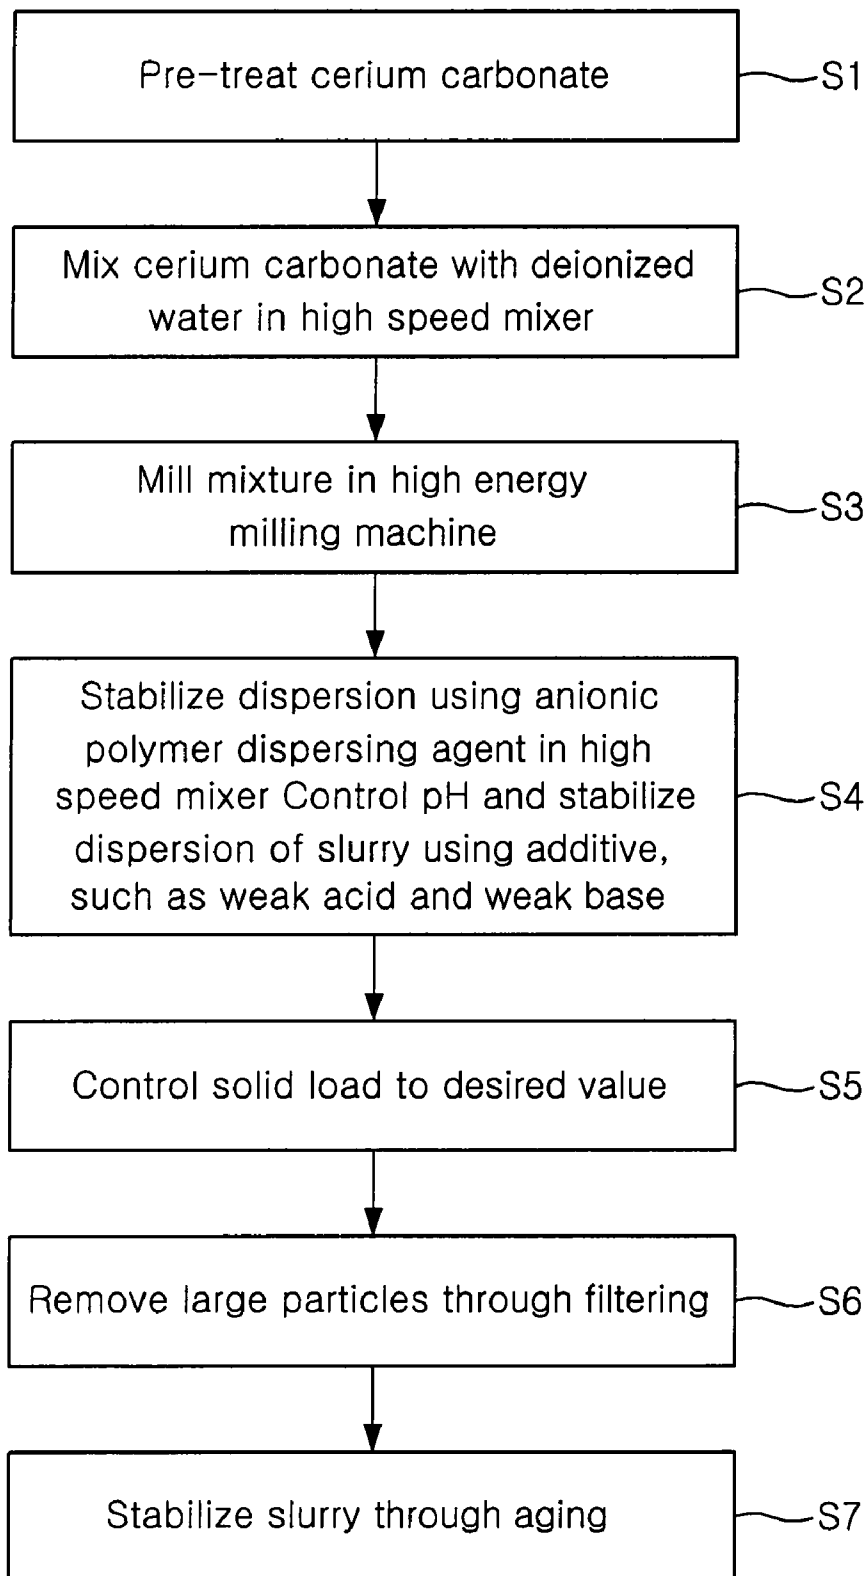 Pre-treat cerium carbonate
S1
Mix cerium carbonate with deionized
water in high speed mixer
S2
Mill mixture in high energy
milling machine
S3
Stabilize dispersion using anionic
polymer dispersing agent in high
speed mixer Control pH and stabilize
dispersion of slurry using additive,
such as weak acid and weak base
S4
Control solid load to desired value
S5
Remove large particles through filtering
S6
Stabilize slurry through aging
S7